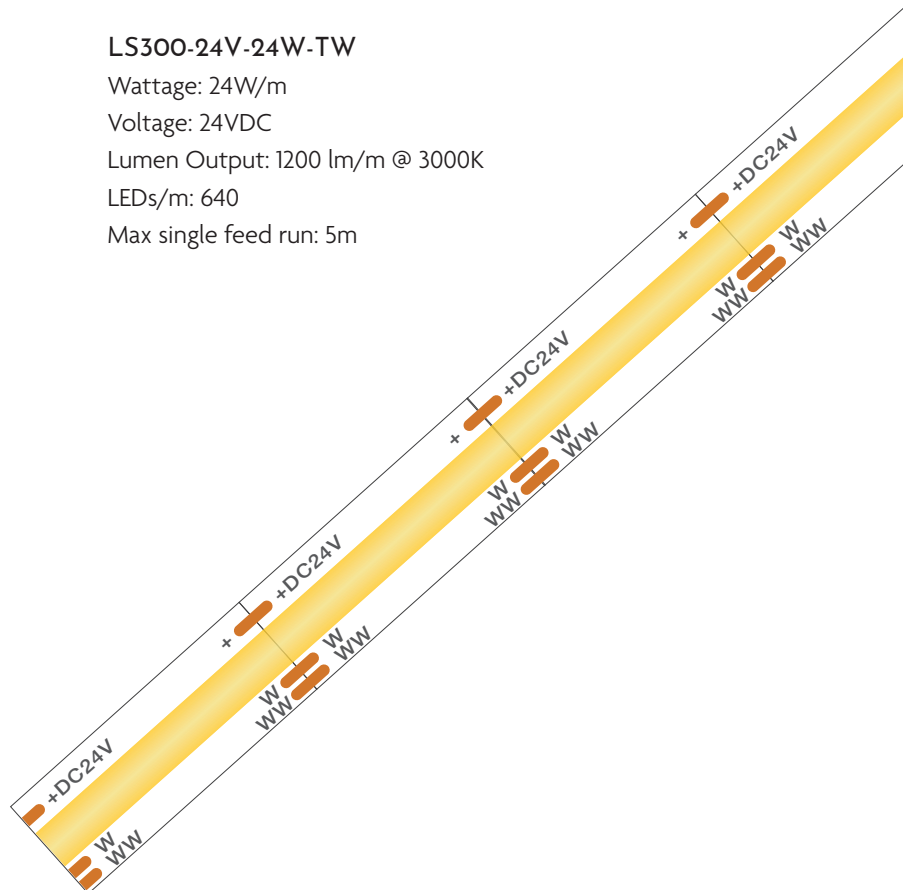 LS300-24V-24W-TW
Wattage: 24W/m
Voltage: 24VDC
Lumen Output: 1200 lm/m @ 3000K
LEDs/m: 640
Max single feed run: 5m
+ +DC24V
W W
WW WW
+ +DC24V
W W
WW WW
+ +DC24V
W W
WW WW
+DC24V
W
WW